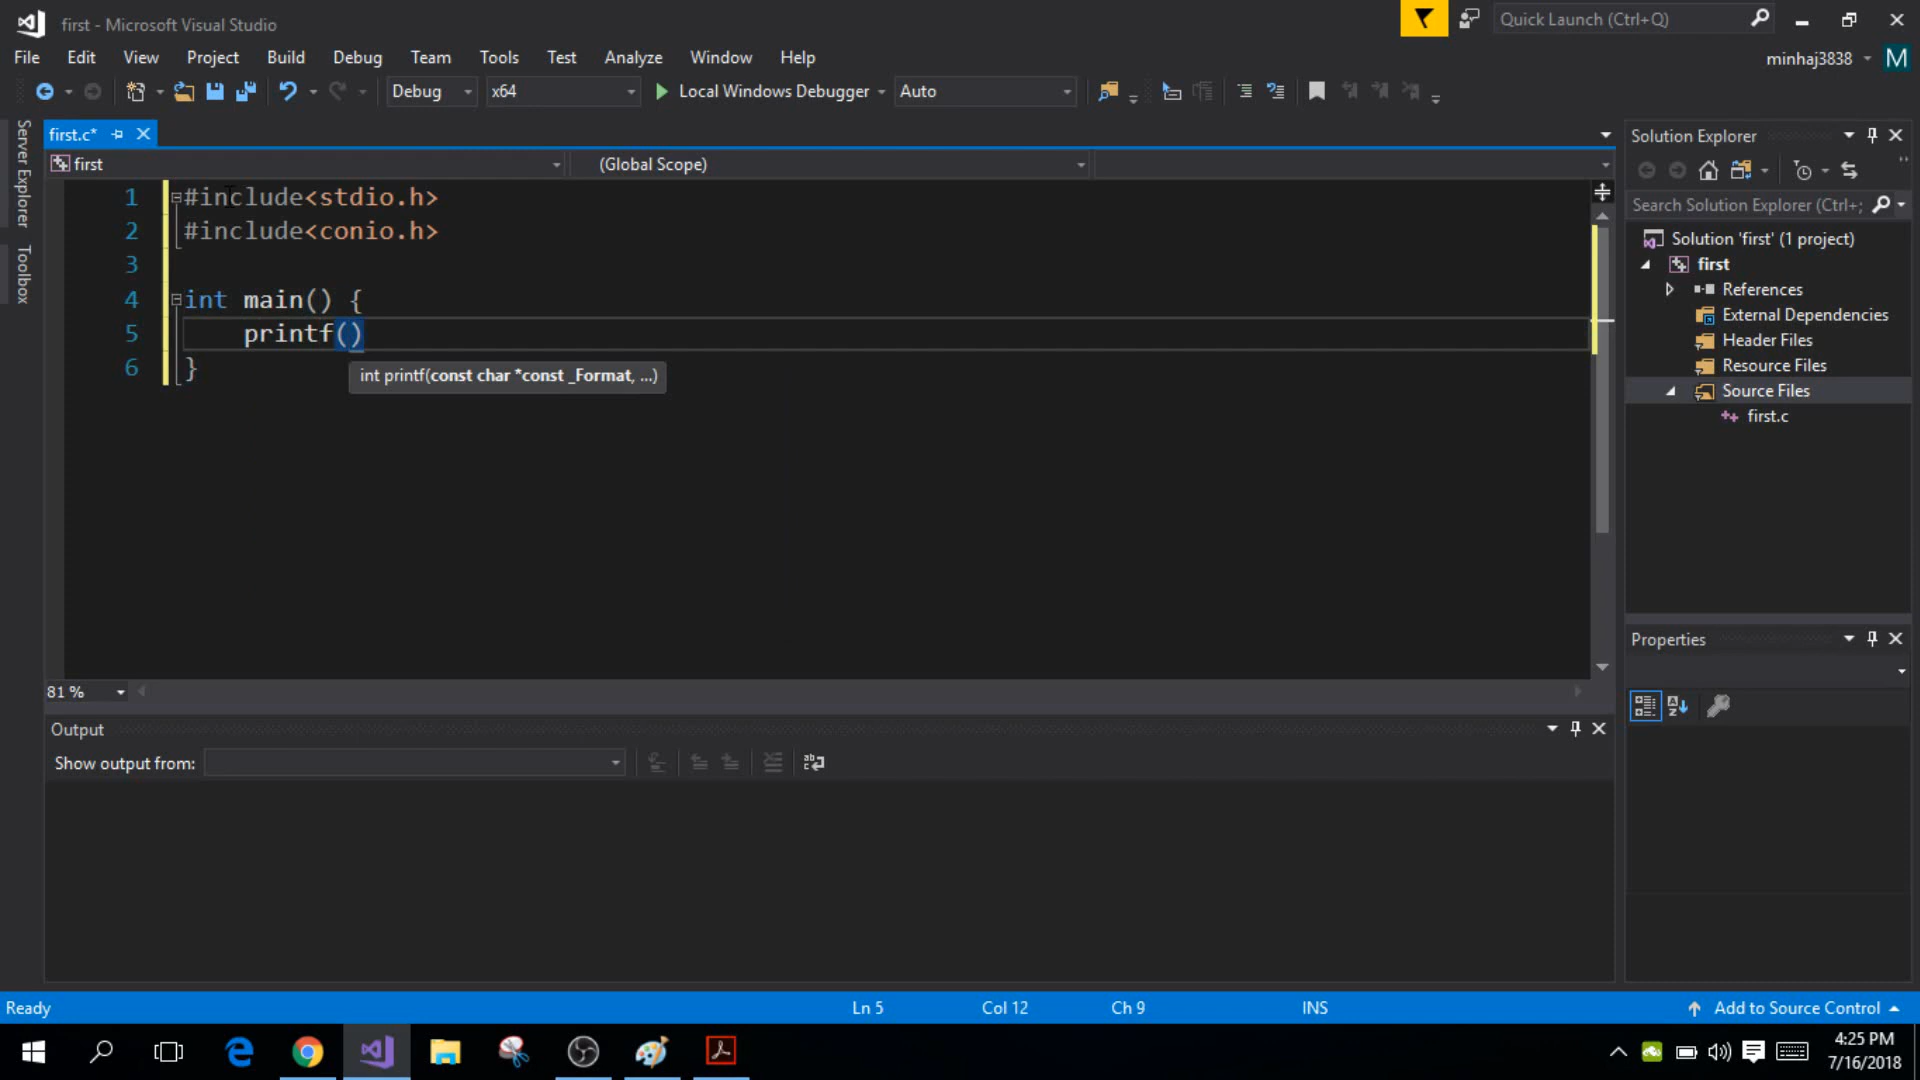 first - Microsoft Visual Studio
Quick Launch (Ctrl+Q)
File Edit View Project Build Debug Team Tools Test Analyze Window Help
minhaj3838 M
Debug x64 Local Windows Debugger Auto
Server Explorer
Toolbox
first.c*
first (Global Scope)
1 #include<stdio.h>
2 #include<conio.h>
3
4 int main() {
5 printf()
6 }
int printf(const char *const _Format, ...)
81 %
Output
Show output from:
Solution Explorer
Search Solution Explorer (Ctrl+;
Solution 'first' (1 project)
first
References
External Dependencies
Header Files
Resource Files
Source Files
first.c
Properties
Ready Ln 5 Col 12 Ch 9 INS Add to Source Control
4:25 PM
7/16/2018